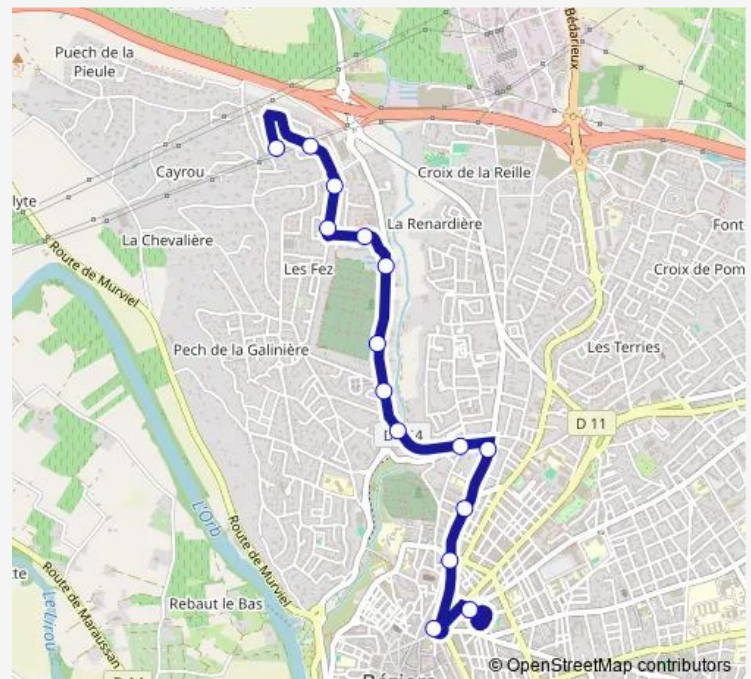 Puech de la
Pieule
Bédarieux
Cayrou
Croix de la Reille
lyte
La Renardière
Font
La Chevalière
Route de Murviel
Les Fez
Croix de Pom
Pech de la Galinière
Les Terries
D 11
L'Orb
Route de Murviel
Route de Maraussan
Rebaut le Bas
© OpenStreetMap contributors